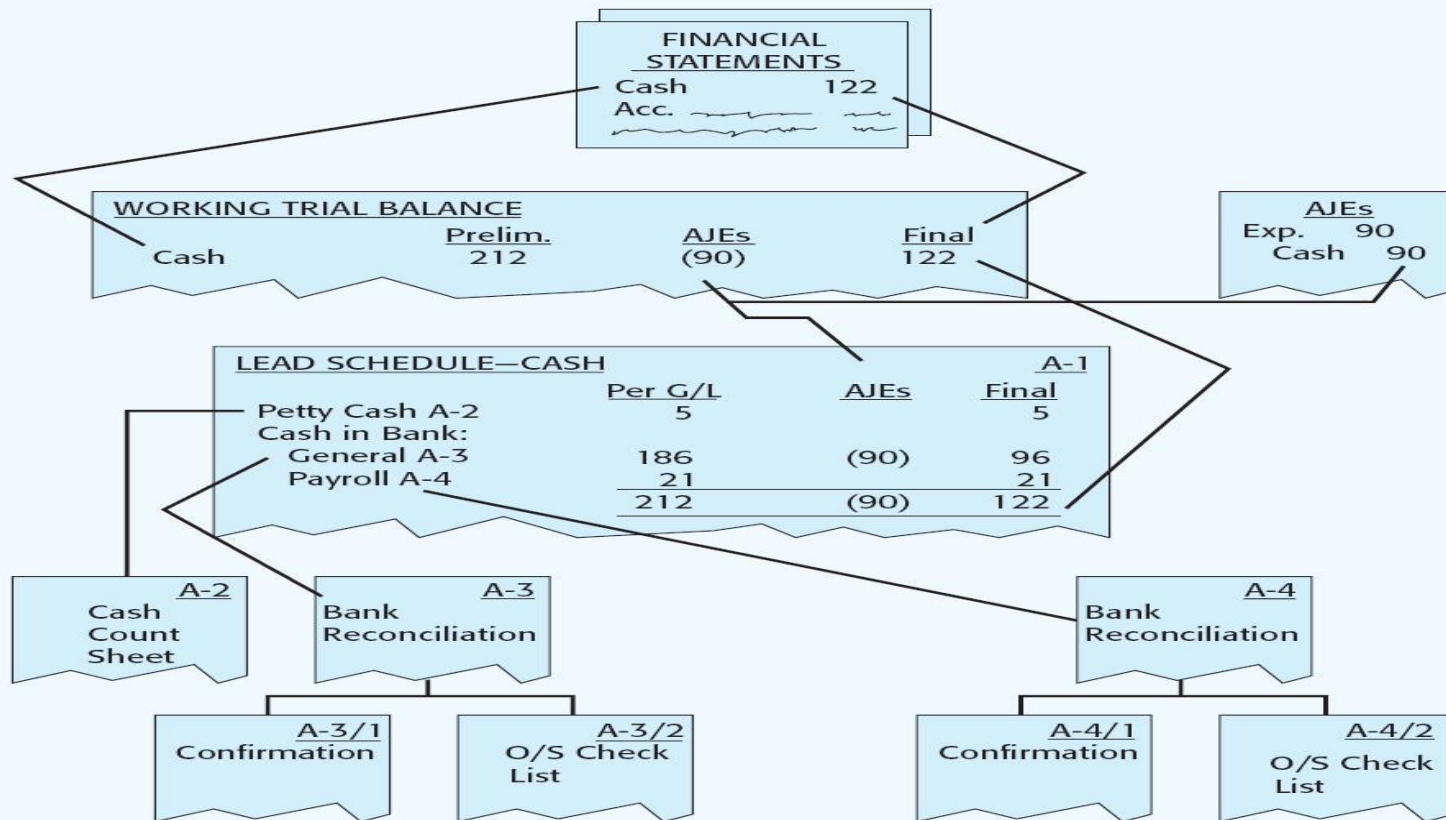 FINANCIAL
STATEMENTS
Cash 122
Acc.
WORKING TRIAL BALANCE
Prelim. AJEs Final
Cash 212 (90) 122
AJEs
Exp. 90
Cash 90
LEAD SCHEDULE—CASH A-1
Per G/L AJEs Final
Petty Cash A-2 5 5
Cash in Bank:
General A-3 186 (90) 96
Payroll A-4 21 21
212 (90) 122
A-2
Cash
Count
Sheet
A-3
Bank
Reconciliation
A-4
Bank
Reconciliation
A-3/1
Confirmation
A-3/2
O/S Check
List
A-4/1
Confirmation
A-4/2
O/S Check
List